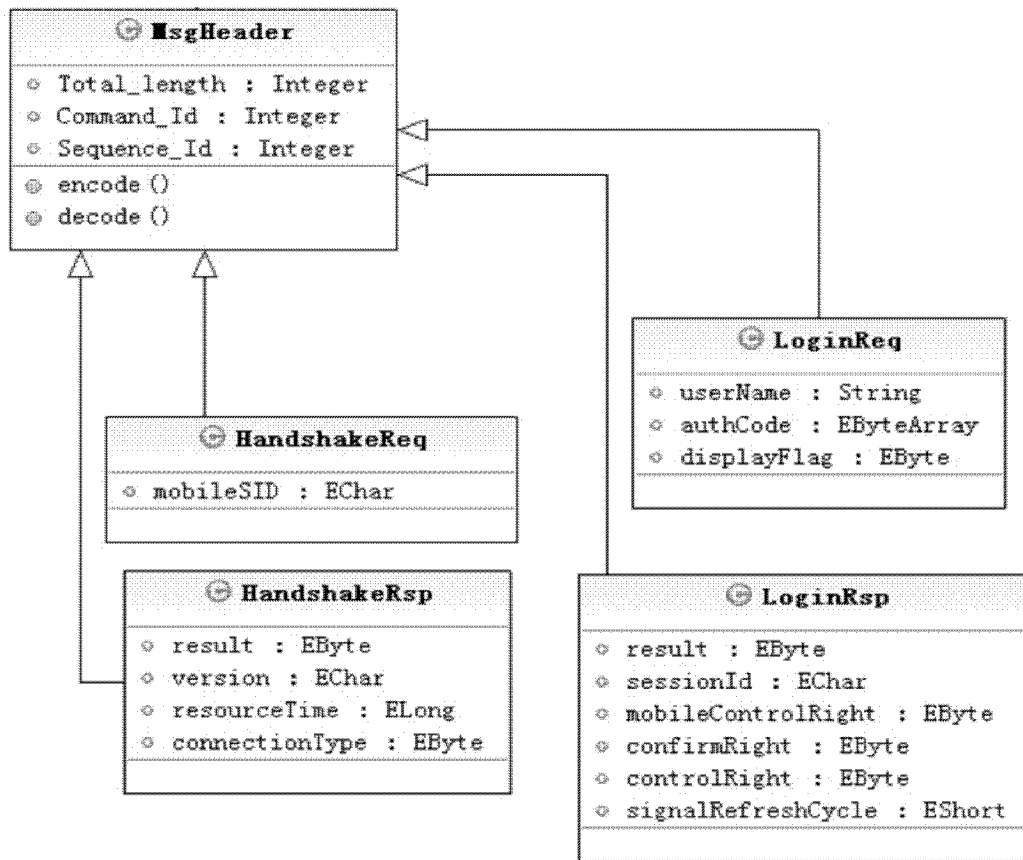 MsgHeader
Total_length : Integer
Command_Id : Integer
Sequence_Id : Integer
encode()
decode()
LoginReq
userName : String
authCode : EByteArray
displayFlag : EByte
HandshakeReq
mobileSID : EChar
HandshakeRsp
result : EByte
version : EChar
resourceTime : ELong
connectionType : EByte
LoginRsp
result : EByte
sessionId : EChar
mobileControlRight : EByte
confirmRight : EByte
controlRight : EByte
signalRefreshCycle : EShort